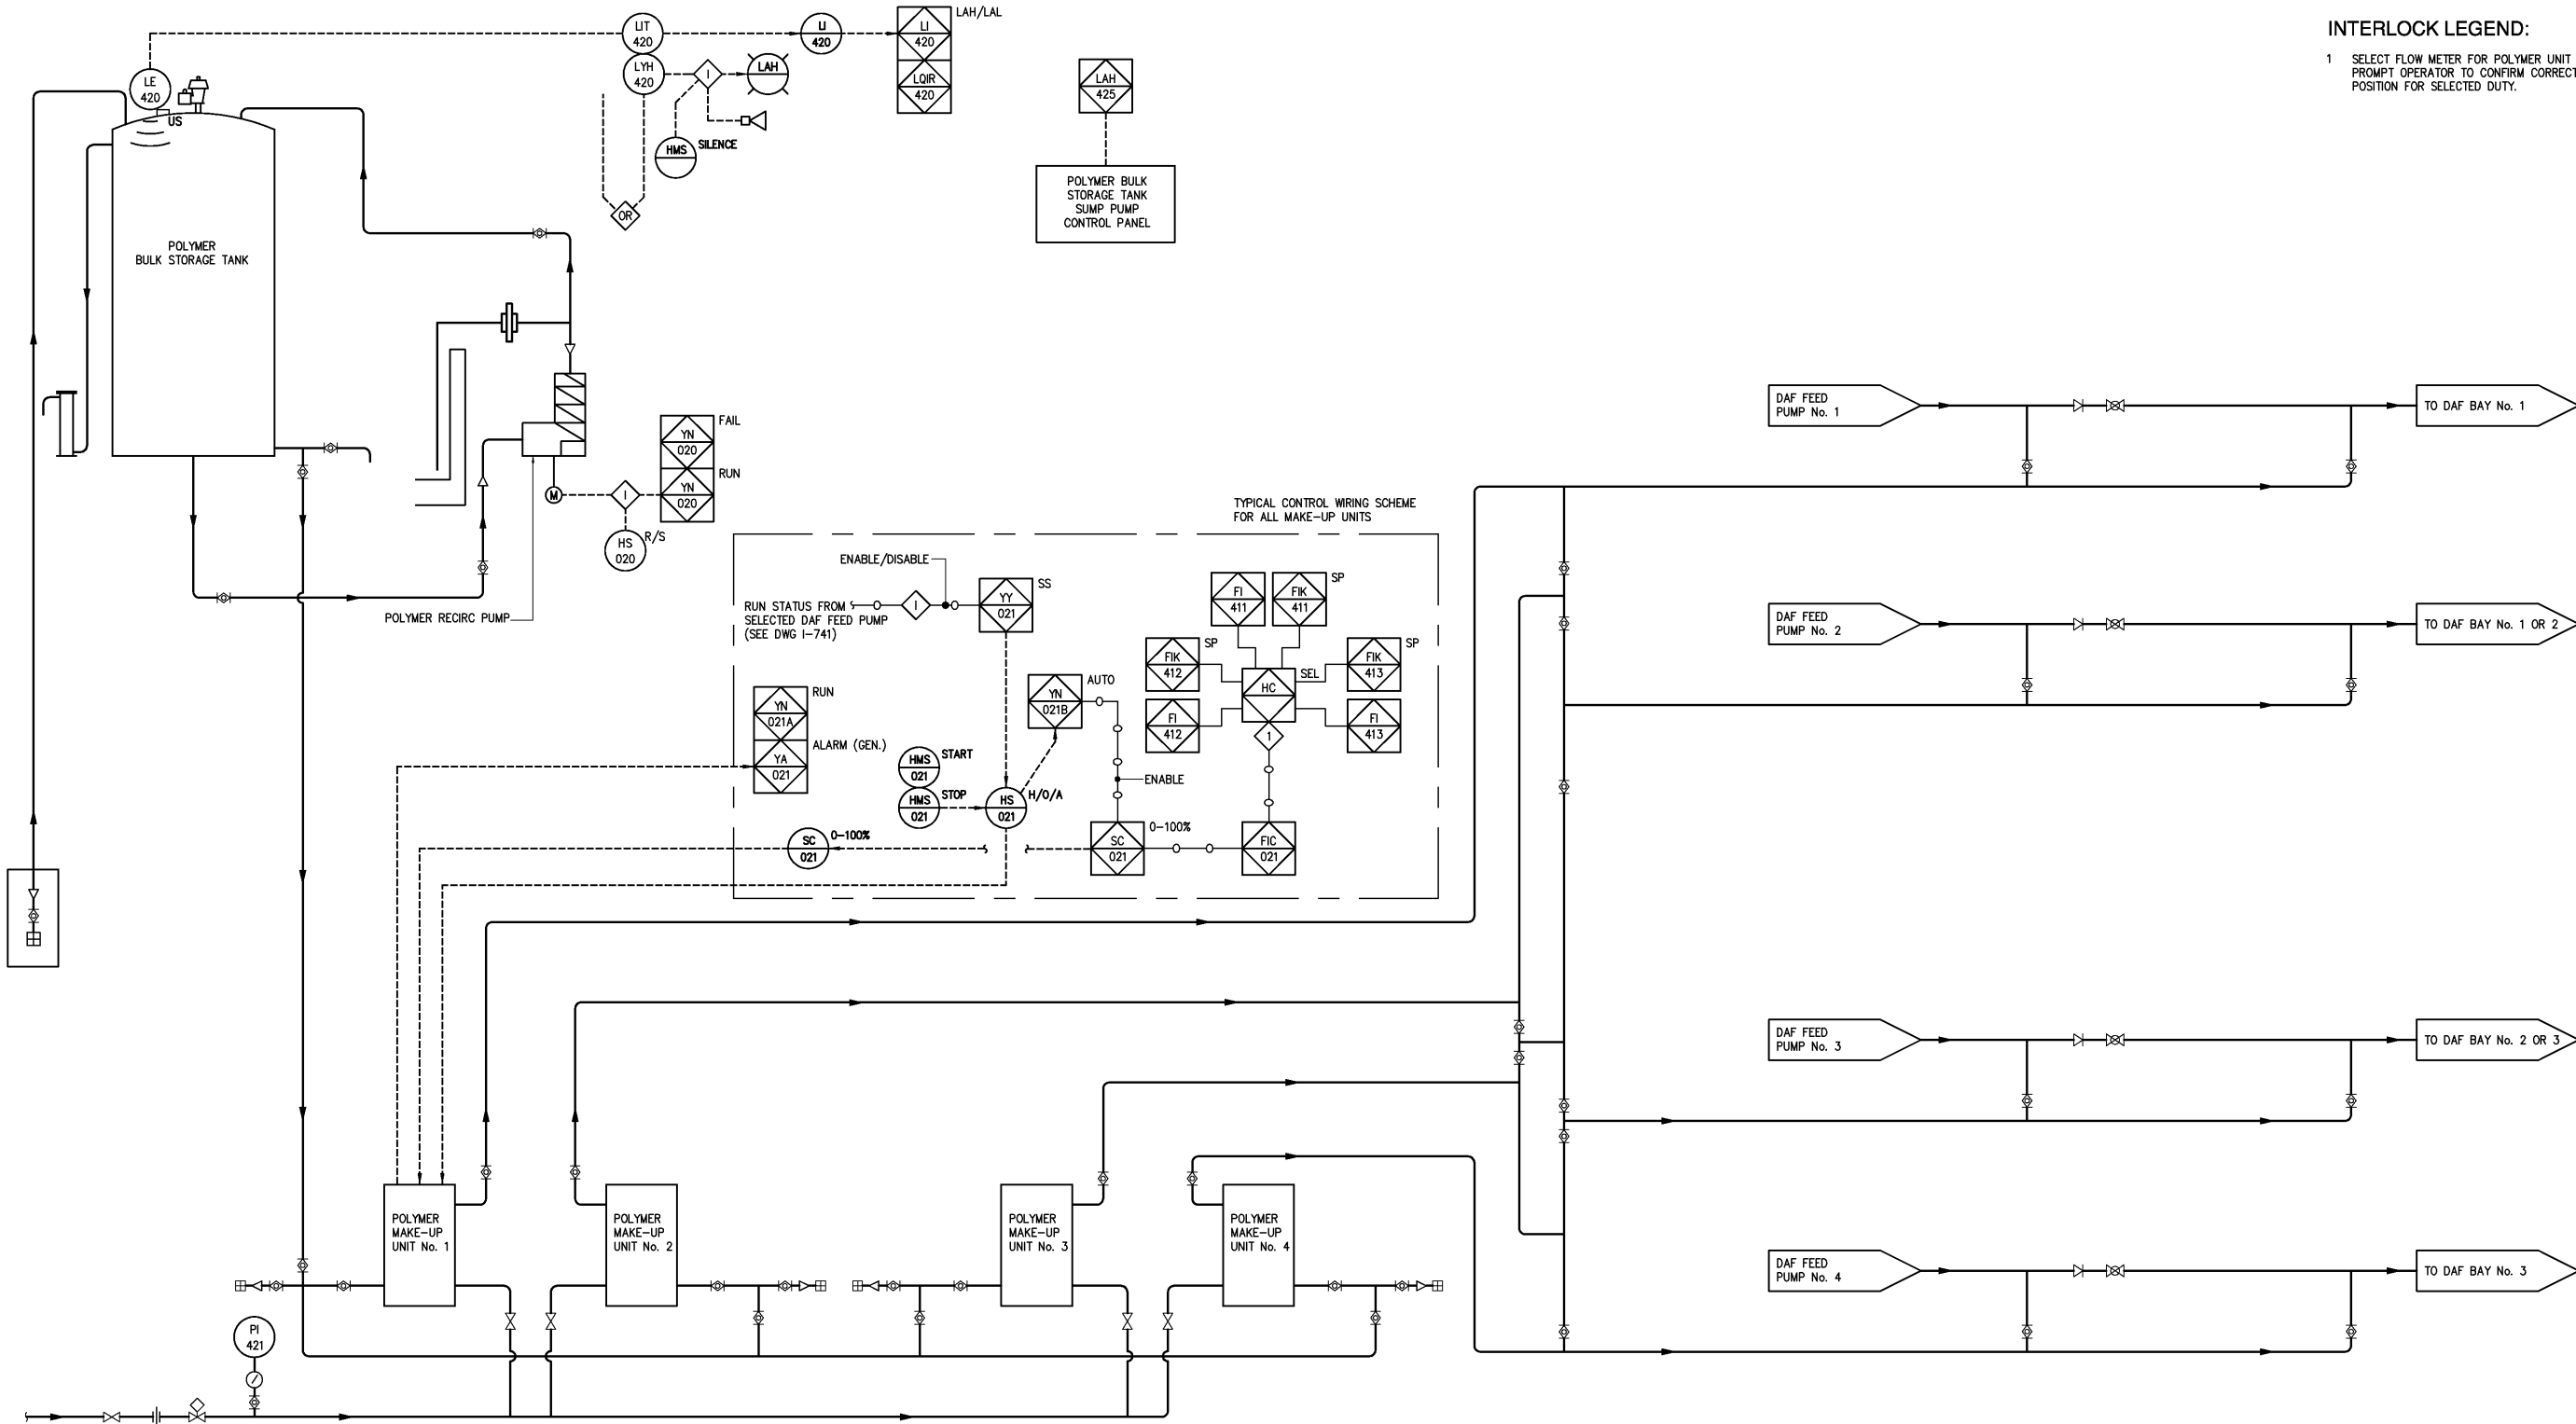 LIT
420
LI
420
LI
420
LAH/LAL
LQIR
420
LYH
420
I
LAH
LE
420
US
HMS
SILENCE
OR
LAH
425
POLYMER BULK
STORAGE TANK
SUMP PUMP
CONTROL PANEL
INTERLOCK LEGEND:
1 SELECT FLOW METER FOR POLYMER UNIT
PROMPT OPERATOR TO CONFIRM CORRECT
POSITION FOR SELECTED DUTY.
POLYMER
BULK STORAGE TANK
YN
020
FAIL
YN
020
RUN
M
I
HS
020
R/S
POLYMER RECIRC PUMP
TYPICAL CONTROL WIRING SCHEME
FOR ALL MAKE-UP UNITS
ENABLE/DISABLE
RUN STATUS FROM
SELECTED DAF FEED PUMP
(SEE DWG I-741)
I
YY
021
SS
FI
411
FIK
411
SP
FIK
412
SP
FIK
413
SP
HC
SEL
FI
412
FI
413
1
YN
021A
RUN
YA
021
ALARM (GEN.)
YN
021B
AUTO
HMS
021
START
HMS
021
STOP
HS
021
H/O/A
ENABLE
SC
021
0-100%
SC
021
0-100%
FIC
021
DAF FEED
PUMP No. 1
TO DAF BAY No. 1
DAF FEED
PUMP No. 2
TO DAF BAY No. 1 OR 2
DAF FEED
PUMP No. 3
TO DAF BAY No. 2 OR 3
DAF FEED
PUMP No. 4
TO DAF BAY No. 3
POLYMER
MAKE-UP
UNIT No. 1
POLYMER
MAKE-UP
UNIT No. 2
POLYMER
MAKE-UP
UNIT No. 3
POLYMER
MAKE-UP
UNIT No. 4
PI
421